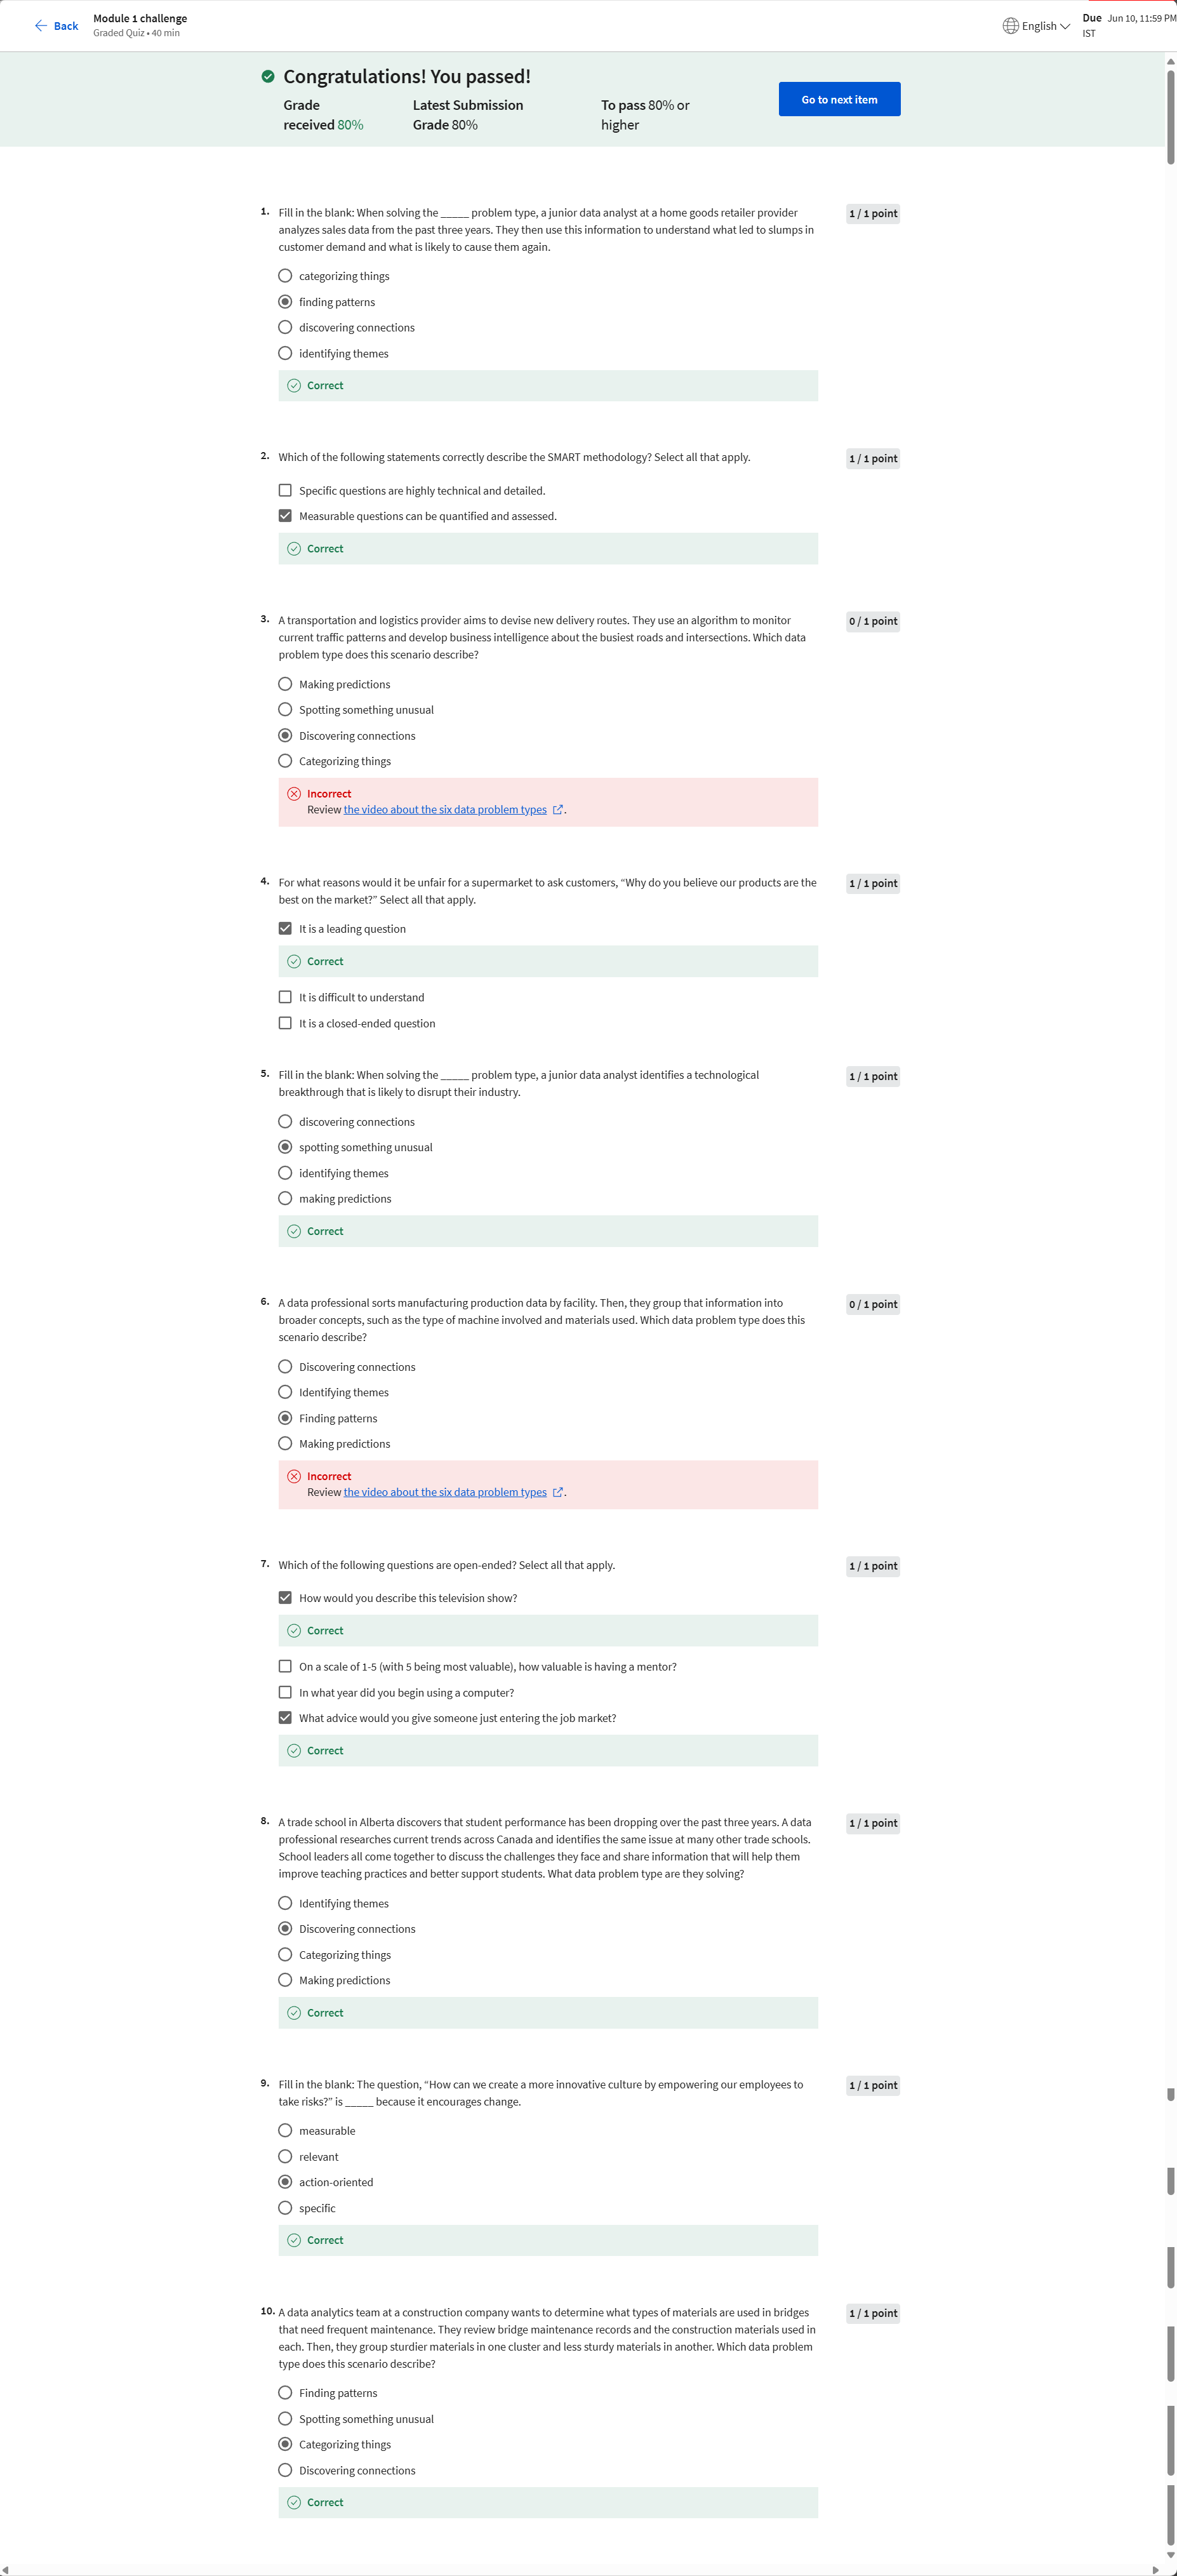 Back
Module 1 challenge
Graded Quiz • 40 min
English
Due Jun 10, 11:59 PM
IST
Congratulations! You passed!
Grade
received 80%
Latest Submission
Grade 80%
To pass 80% or
higher
Go to next item
1. Fill in the blank: When solving the _____ problem type, a junior data analyst at a home goods retailer provider
analyzes sales data from the past three years. They then use this information to understand what led to slumps in
customer demand and what is likely to cause them again.
1 / 1 point
categorizing things
finding patterns
discovering connections
identifying themes
Correct
2. Which of the following statements correctly describe the SMART methodology? Select all that apply.
1 / 1 point
Specific questions are highly technical and detailed.
Measurable questions can be quantified and assessed.
Correct
3. A transportation and logistics provider aims to devise new delivery routes. They use an algorithm to monitor
current traffic patterns and develop business intelligence about the busiest roads and intersections. Which data
problem type does this scenario describe?
0 / 1 point
Making predictions
Spotting something unusual
Discovering connections
Categorizing things
Incorrect
Review the video about the six data problem types .
4. For what reasons would it be unfair for a supermarket to ask customers, “Why do you believe our products are the
best on the market?” Select all that apply.
1 / 1 point
It is a leading question
Correct
It is difficult to understand
It is a closed-ended question
5. Fill in the blank: When solving the _____ problem type, a junior data analyst identifies a technological
breakthrough that is likely to disrupt their industry.
1 / 1 point
discovering connections
spotting something unusual
identifying themes
making predictions
Correct
6. A data professional sorts manufacturing production data by facility. Then, they group that information into
broader concepts, such as the type of machine involved and materials used. Which data problem type does this
scenario describe?
0 / 1 point
Discovering connections
Identifying themes
Finding patterns
Making predictions
Incorrect
Review the video about the six data problem types .
7. Which of the following questions are open-ended? Select all that apply.
1 / 1 point
How would you describe this television show?
Correct
On a scale of 1-5 (with 5 being most valuable), how valuable is having a mentor?
In what year did you begin using a computer?
What advice would you give someone just entering the job market?
Correct
8. A trade school in Alberta discovers that student performance has been dropping over the past three years. A data
professional researches current trends across Canada and identifies the same issue at many other trade schools.
School leaders all come together to discuss the challenges they face and share information that will help them
improve teaching practices and better support students. What data problem type are they solving?
1 / 1 point
Identifying themes
Discovering connections
Categorizing things
Making predictions
Correct
9. Fill in the blank: The question, “How can we create a more innovative culture by empowering our employees to
take risks?” is _____ because it encourages change.
1 / 1 point
measurable
relevant
action-oriented
specific
Correct
10. A data analytics team at a construction company wants to determine what types of materials are used in bridges
that need frequent maintenance. They review bridge maintenance records and the construction materials used in
each. Then, they group sturdier materials in one cluster and less sturdy materials in another. Which data problem
type does this scenario describe?
1 / 1 point
Finding patterns
Spotting something unusual
Categorizing things
Discovering connections
Correct